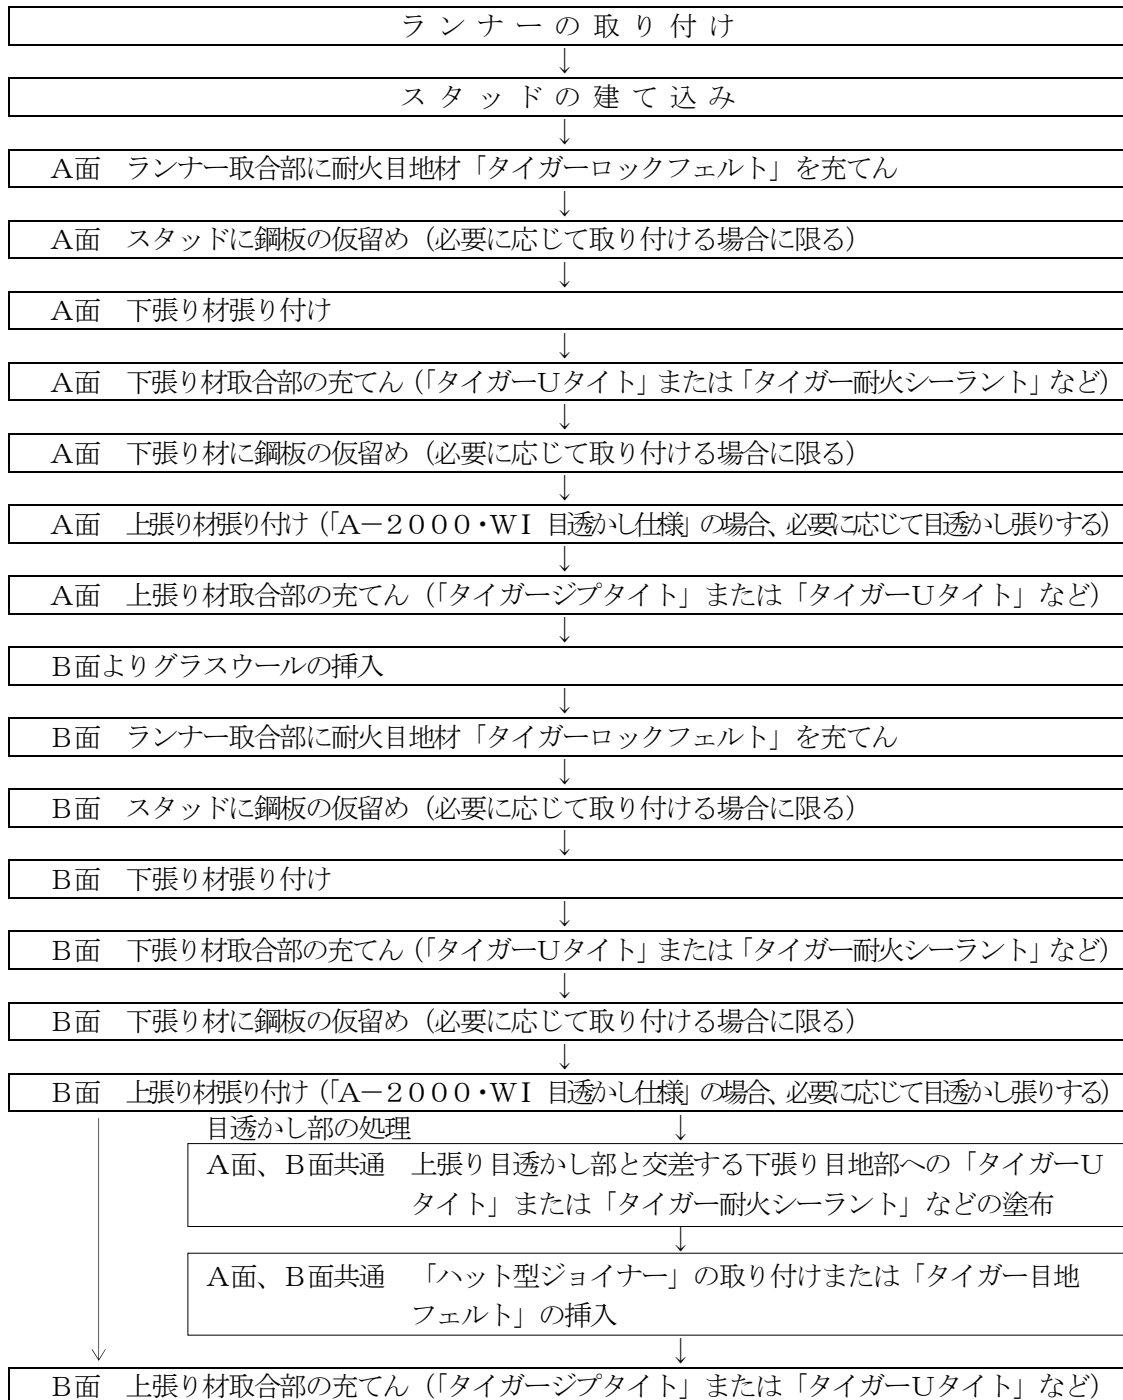 ランナーの取り付け
↓
スタッドの建て込み
↓
A面　ランナー取合部に耐火目地材「タイガーロックフェルト」を充てん
↓
A面　スタッドに鋼板の仮留め（必要に応じて取り付ける場合に限る）
↓
A面　下張り材張り付け
↓
A面　下張り材取合部の充てん（「タイガーUタイト」または「タイガー耐火シーラント」など）
↓
A面　下張り材に鋼板の仮留め（必要に応じて取り付ける場合に限る）
↓
A面　上張り材張り付け（「A－2000・WI 目透かし仕様」の場合、必要に応じて目透かし張りする）
↓
A面　上張り材取合部の充てん（「タイガージプタイト」または「タイガーUタイト」など）
↓
B面よりグラスウールの挿入
↓
B面　ランナー取合部に耐火目地材「タイガーロックフェルト」を充てん
↓
B面　スタッドに鋼板の仮留め（必要に応じて取り付ける場合に限る）
↓
B面　下張り材張り付け
↓
B面　下張り材取合部の充てん（「タイガーUタイト」または「タイガー耐火シーラント」など）
↓
B面　下張り材に鋼板の仮留め（必要に応じて取り付ける場合に限る）
↓
B面　上張り材張り付け（「A－2000・WI 目透かし仕様」の場合、必要に応じて目透かし張りする）
目透かし部の処理　↓
A面、B面共通　上張り目透かし部と交差する下張り目地部への「タイガーU
タイト」または「タイガー耐火シーラント」などの塗布
↓
A面、B面共通　「ハット型ジョイナー」の取り付けまたは「タイガー目地
フェルト」の挿入
↓
B面　上張り材取合部の充てん（「タイガージプタイト」または「タイガーUタイト」など）